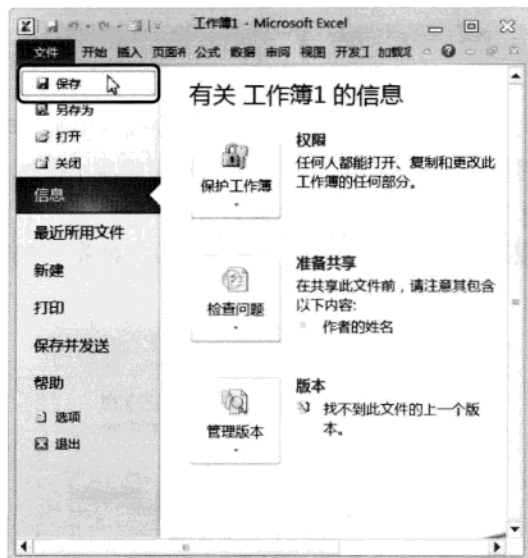 工作簿1 - Microsoft Excel
文件 开始 插入 页面布 公式 数据 审阅 视图 开发工 加载项
保存
另存为
打开
关闭
信息
最近所用文件
新建
打印
保存并发送
帮助
选项
退出
有关 工作簿1 的信息
保护工作簿
权限
任何人都能打开、复制和更改此
工作簿的任何部分。
检查问题
准备共享
在共享此文件前，请注意其包含
以下内容:
作者的姓名
管理版本
版本
找不到此文件的上一个版
本。